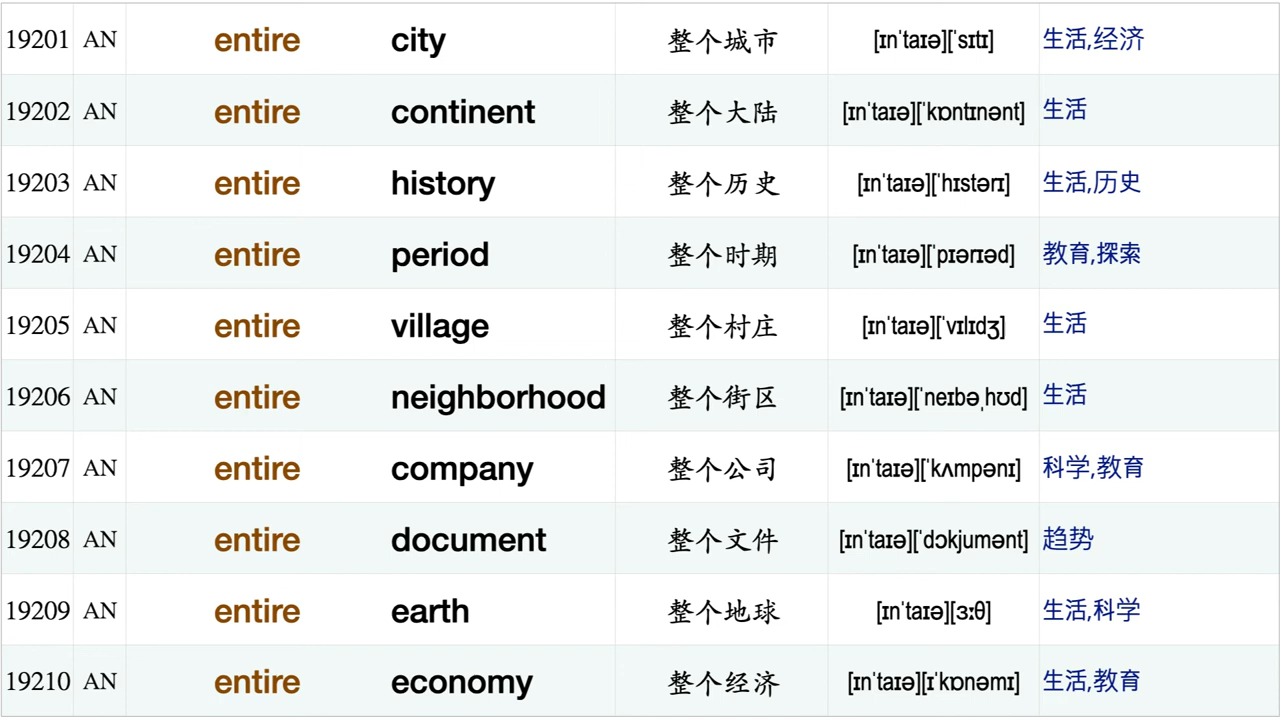 19201 AN entire city 整个城市 [ɪnˈtaɪə][ˈsɪtɪ] 生活,经济
19202 AN entire continent 整个大陆 [ɪnˈtaɪə][ˈkɒntɪnənt] 生活
19203 AN entire history 整个历史 [ɪnˈtaɪə][ˈhɪstərɪ] 生活,历史
19204 AN entire period 整个时期 [ɪnˈtaɪə][ˈpɪərɪəd] 教育,探索
19205 AN entire village 整个村庄 [ɪnˈtaɪə][ˈvɪlɪdʒ] 生活
19206 AN entire neighborhood 整个街区 [ɪnˈtaɪə][ˈneɪbəˌhʊd] 生活
19207 AN entire company 整个公司 [ɪnˈtaɪə][ˈkʌmpənɪ] 科学,教育
19208 AN entire document 整个文件 [ɪnˈtaɪə][ˈdɔkjumənt] 趋势
19209 AN entire earth 整个地球 [ɪnˈtaɪə][ɜːθ] 生活,科学
19210 AN entire economy 整个经济 [ɪnˈtaɪə][ɪˈkɒnəmɪ] 生活,教育